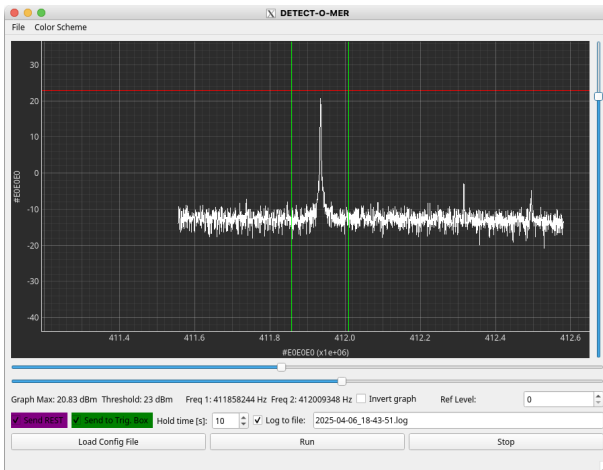 DETECT-O-MER
File Color Scheme
30
20
10
0
-10
-20
-30
-40
#E0E0E0
411.4 411.6 411.8 412.0 412.2 412.4 412.6
#E0E0E0 (x1e+06)
Graph Max: 20.83 dBm Threshold: 23 dBm Freq 1: 411858244 Hz Freq 2: 412009348 Hz Invert graph Ref Level: 0
Send REST Send to Trig. Box Hold time [s]: 10 Log to file: 2025-04-06_18-43-51.log
Load Config File Run Stop